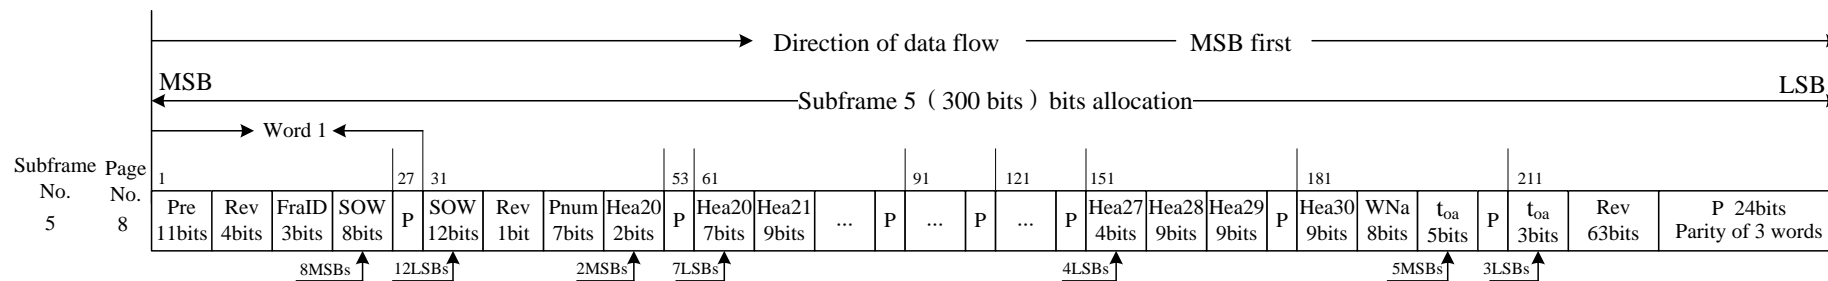 Direction of data flow MSB first
MSB LSB
Subframe 5 ( 300 bits ) bits allocation
Word 1
Subframe No. Page No.
1 27 31 53 61 91 121 151 181 211
5 8
Pre 11bits
Rev 4bits
FraID 3bits
SOW 8bits
P
SOW 12bits
Rev 1bit
Pnum 7bits
Hea20 2bits
P
Hea20 7bits
Hea21 9bits
...
P
...
P
...
P
Hea27 4bits
Hea28 9bits
Hea29 9bits
P
Hea30 9bits
WNa 8bits
toa 5bits
P
toa 3bits
Rev 63bits
P 24bits
Parity of 3 words
8MSBs 12LSBs 2MSBs 7LSBs 4LSBs 5MSBs 3LSBs